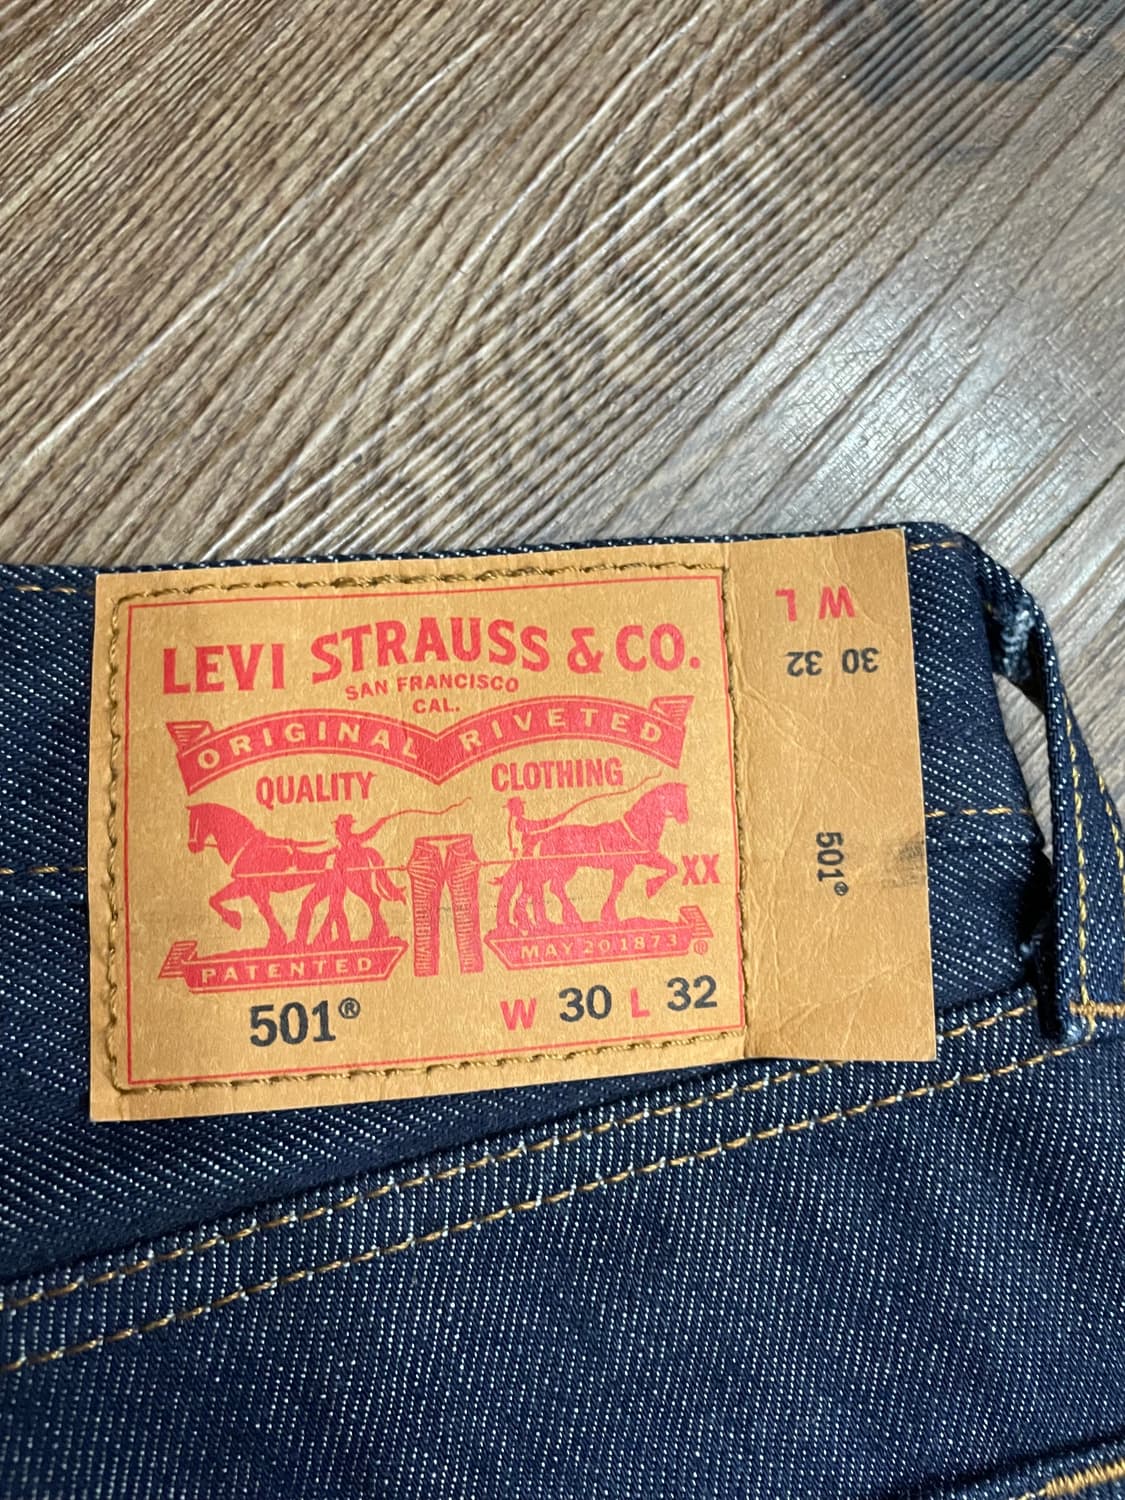 LEVI STRAUSS & CO.
SAN FRANCISCO
CAL.
ORIGINAL RIVETED
QUALITY CLOTHING
XX
PATENTED MAY 20 1873 ®
501® W 30 L 32
W L
30 32
501®